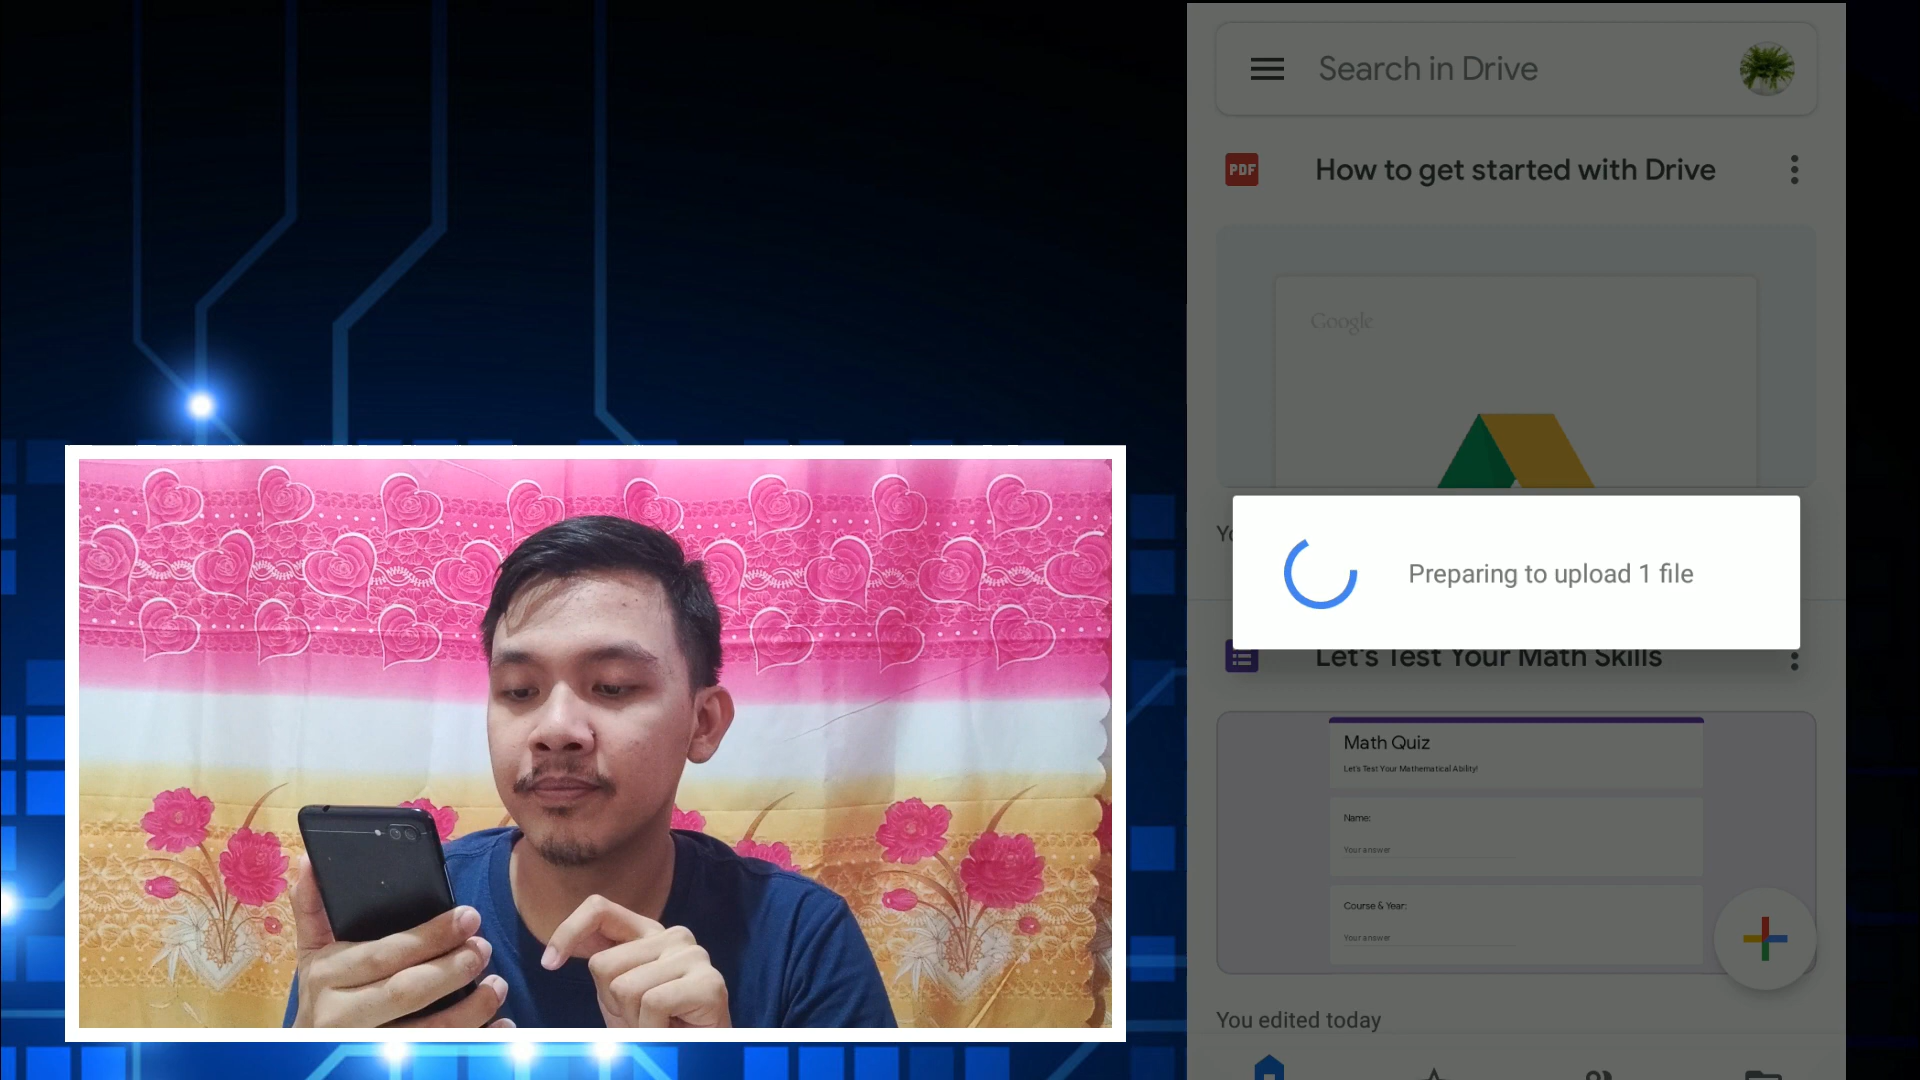 Search in Drive
PDF
How to get started with Drive
Google
Yo
Preparing to upload 1 file
Let's Test Your Math Skills
Math Quiz
Let's Test Your Mathematical Ability!
Name:
Your answer
Course & Year:
Your answer
You edited today